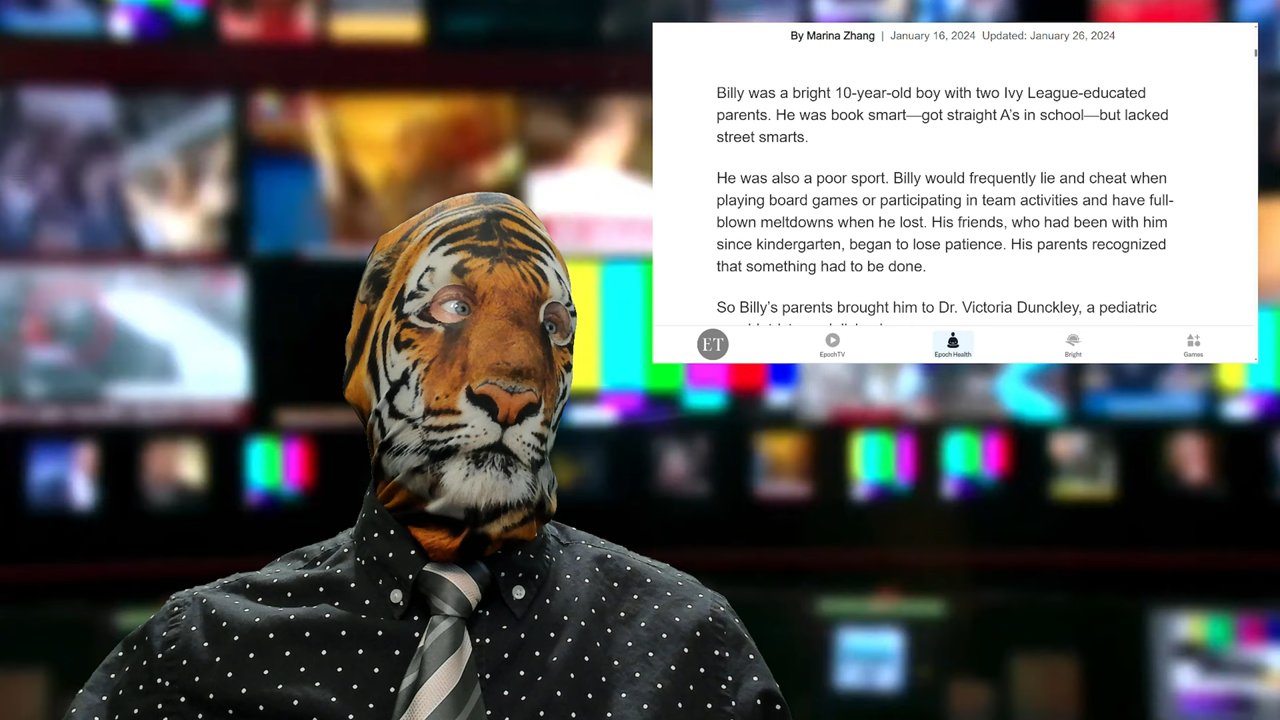 By Marina Zhang | January 16, 2024 Updated: January 26, 2024
Billy was a bright 10-year-old boy with two Ivy League-educated
parents. He was book smart—got straight A's in school—but lacked
street smarts.
He was also a poor sport. Billy would frequently lie and cheat when
playing board games or participating in team activities and have full-
blown meltdowns when he lost. His friends, who had been with him
since kindergarten, began to lose patience. His parents recognized
that something had to be done.
So Billy's parents brought him to Dr. Victoria Dunckley, a pediatric
ET
EpochTV
Epoch Health
Bright
Games